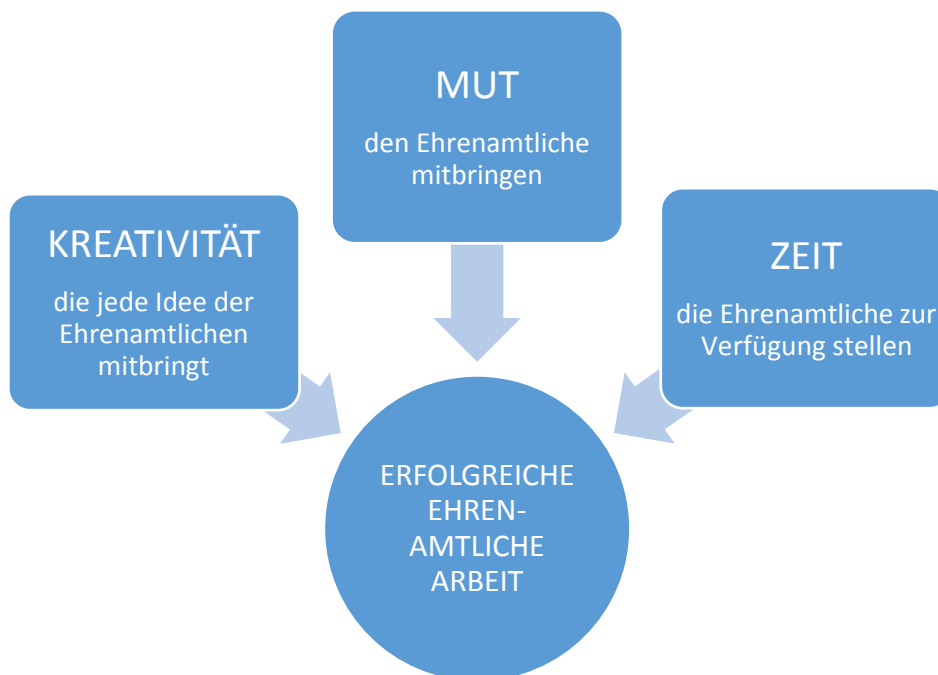 MUT
den Ehrenamtliche
mitbringen
KREATIVITÄT
die jede Idee der
Ehrenamtlichen
mitbringt
ZEIT
die Ehrenamtliche zur
Verfügung stellen
ERFOLGREICHE
EHREN-
AMTLICHE
ARBEIT